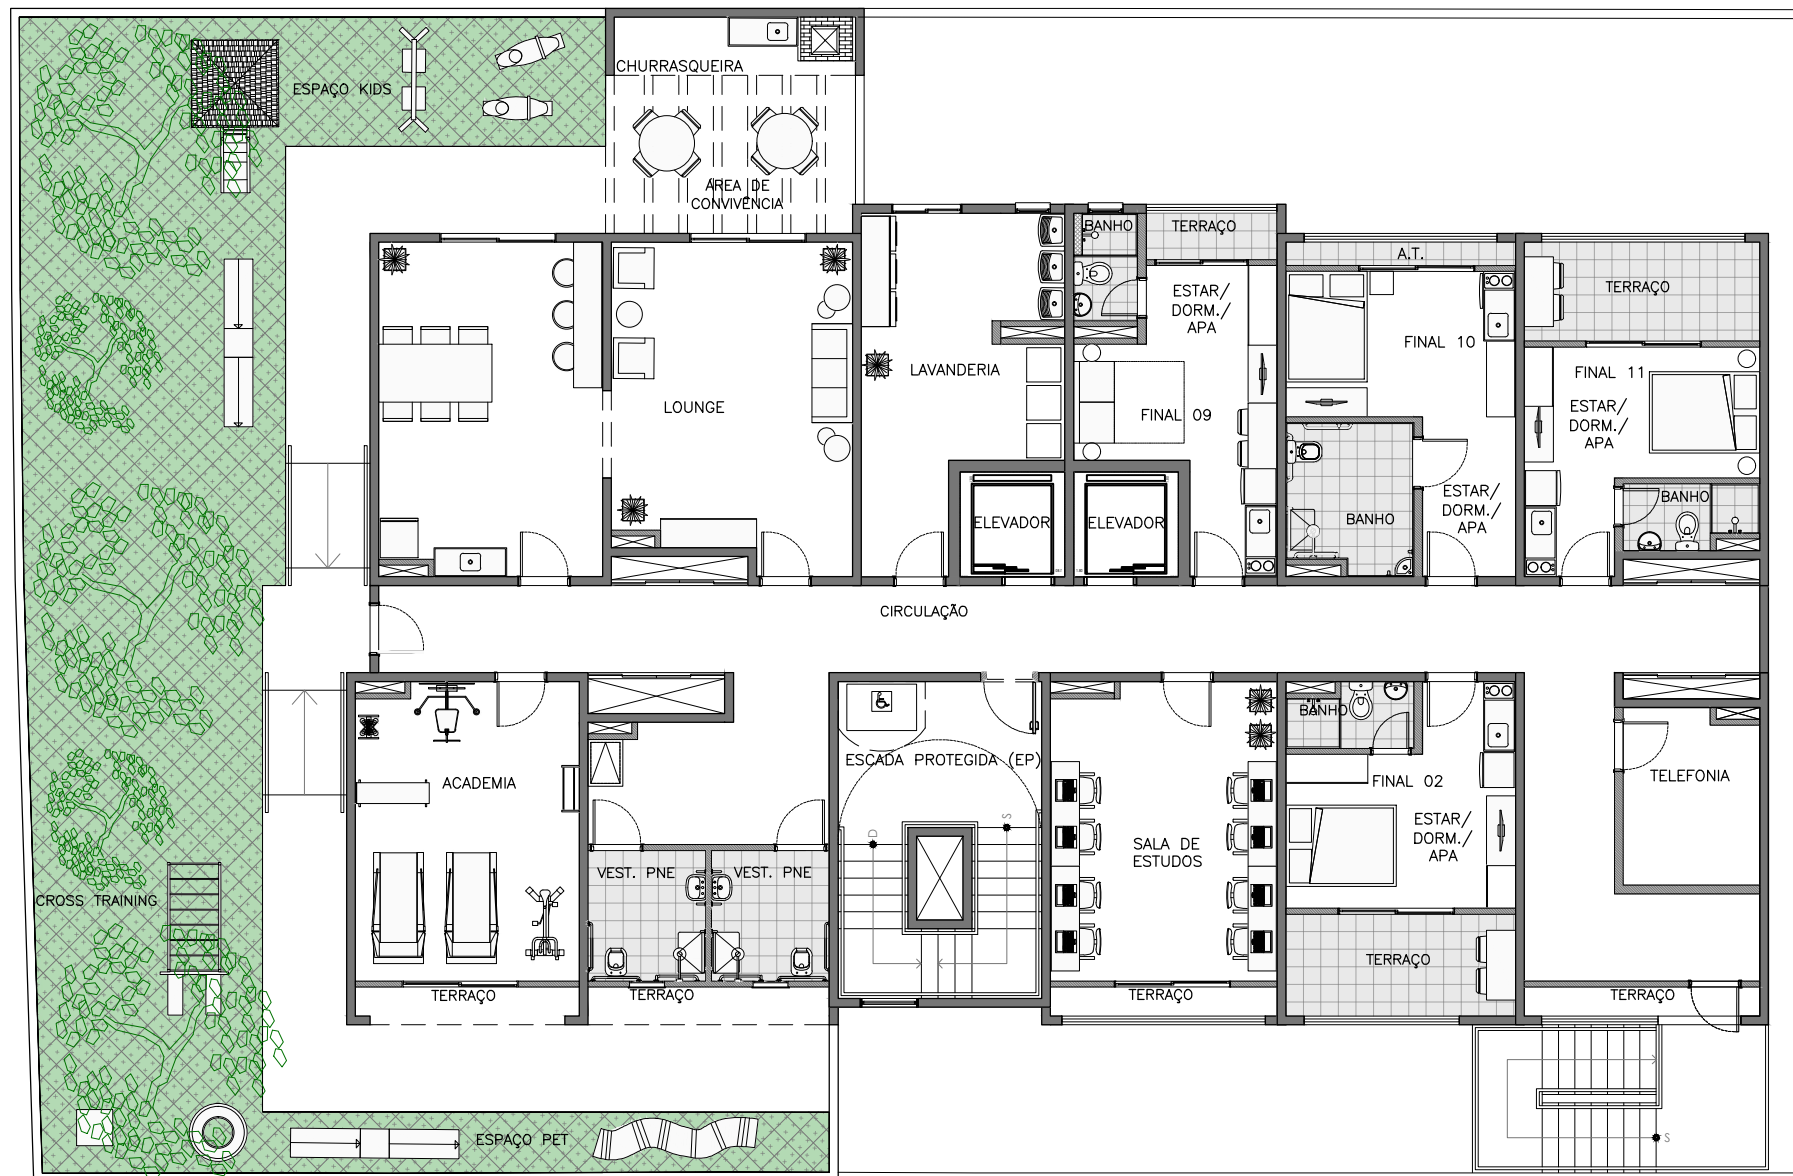 CHURRASQUEIRA
ESPAÇO KIDS
ÁREA DE
CONVIVÊNCIA
BANHO
TERRAÇO
A.T.
TERRAÇO
ESTAR/
DORM./
APA
FINAL 10
LAVANDERIA
FINAL 11
LOUNGE
FINAL 09
ESTAR/
DORM./
APA
ESTAR/
DORM./
APA
BANHO
BANHO
ELEVADOR
ELEVADOR
CIRCULAÇÃO
BANHO
ESCADA PROTEGIDA (EP)
ACADEMIA
FINAL 02
TELEFONIA
ESTAR/
DORM./
APA
S
D
SALA DE
ESTUDOS
VEST. PNE
VEST. PNE
CROSS TRAINING
TERRAÇO
TERRAÇO
TERRAÇO
TERRAÇO
TERRAÇO
ESPAÇO PET
S